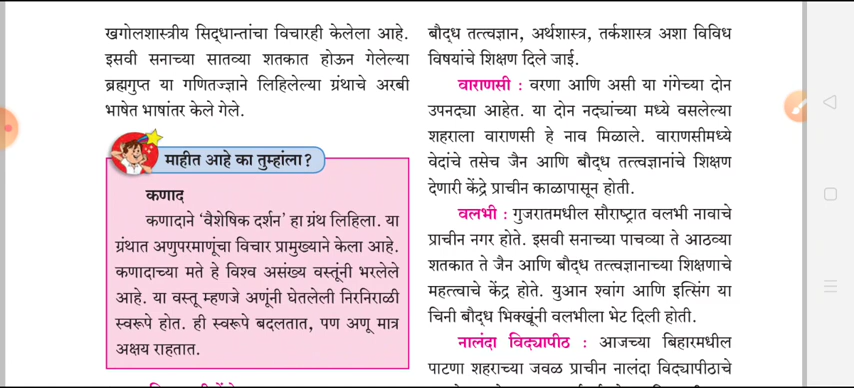 खगोलशास्त्रीय सिद्धान्तांचा विचारही केलेला आहे.
इसवी सनाच्या सातव्या शतकात होऊन गेलेल्या
ब्रह्मगुप्त या गणितज्ज्ञाने लिहिलेल्या ग्रंथाचे अरबी
भाषेत भाषांतर केले गेले.
माहीत आहे का तुम्हांला?
कणाद
कणादाने ‘वैशेषिक दर्शन’ हा ग्रंथ लिहिला. या
ग्रंथात अणुपरमाणूंचा विचार प्रामुख्याने केला आहे.
कणादाच्या मते हे विश्व असंख्य वस्तूंनी भरलेले
आहे. या वस्तू म्हणजे अणूंनी घेतलेली निरनिराळी
स्वरूपे होत. ही स्वरूपे बदलतात, पण अणू मात्र
अक्षय राहतात.
बौद्ध तत्त्वज्ञान, अर्थशास्त्र, तर्कशास्त्र अशा विविध
विषयांचे शिक्षण दिले जाई.
वाराणसी : वरणा आणि असी या गंगेच्या दोन
उपनद्या आहेत. या दोन नद्यांच्या मध्ये वसलेल्या
शहराला वाराणसी हे नाव मिळाले. वाराणसीमध्ये
वेदांचे तसेच जैन आणि बौद्ध तत्त्वज्ञानांचे शिक्षण
देणारी केंद्रे प्राचीन काळापासून होती.
वलभी : गुजरातमधील सौराष्ट्रात वलभी नावाचे
प्राचीन नगर होते. इसवी सनाच्या पाचव्या ते आठव्या
शतकात ते जैन आणि बौद्ध तत्त्वज्ञानाच्या शिक्षणाचे
महत्त्वाचे केंद्र होते. युआन श्वांग आणि इत्सिंग या
चिनी बौद्ध भिक्खूंनी वलभीला भेट दिली होती.
नालंदा विद्यापीठ : आजच्या बिहारमधील
पाटणा शहराच्या जवळ प्राचीन नालंदा विद्यापीठाचे